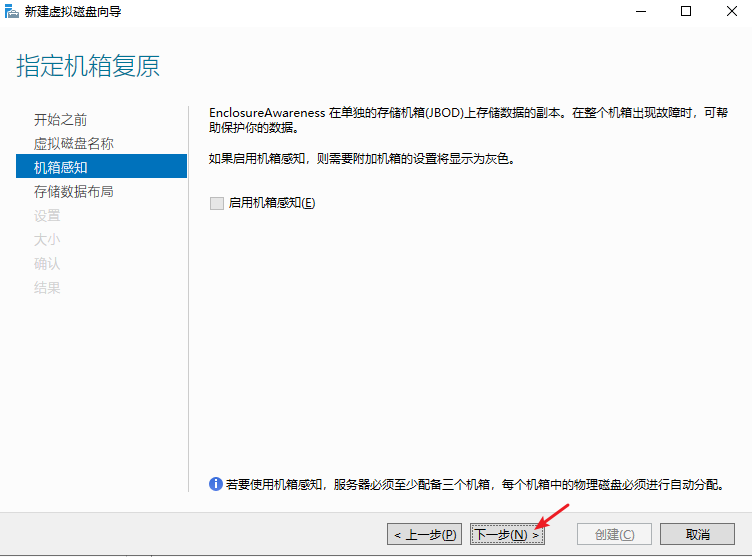 新建虚拟磁盘向导
指定机箱复原
开始之前
虚拟磁盘名称
机箱感知
存储数据布局
设置
大小
确认
结果
EnclosureAwareness 在单独的存储机箱(JBOD)上存储数据的副本。在整个机箱出现故障时，可帮
助保护你的数据。
如果启用机箱感知，则需要附加机箱的设置将显示为灰色。
启用机箱感知(E)
若要使用机箱感知，服务器必须至少配备三个机箱，每个机箱中的物理磁盘必须进行自动分配。
< 上一步(P)
下一步(N) >
创建(C)
取消